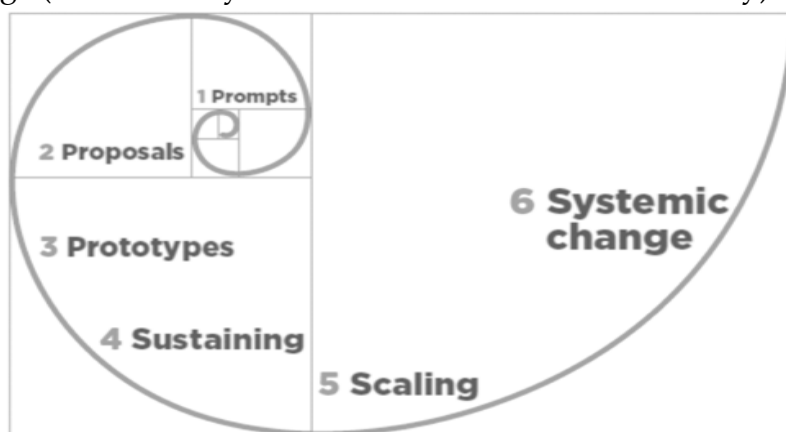 1 Prompts
2 Proposals
3 Prototypes
4 Sustaining
5 Scaling
6 Systemic
change